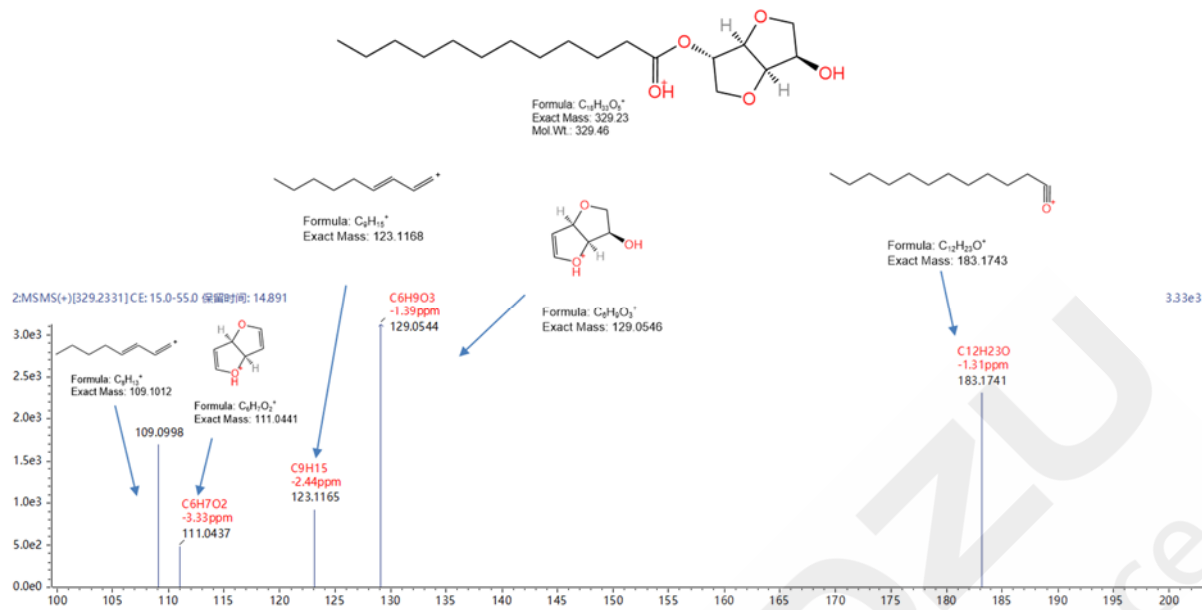 O
H
O
OH
O
H
OH
+
Formula: C₁₈H₃₃O₅⁺
Exact Mass: 329.23
Mol.Wt.: 329.46
+
Formula: C₉H₁₅⁺
Exact Mass: 123.1168
H
O
OH
H
OH
+
Formula: C₆H₉O₃⁺
Exact Mass: 129.0546
O
+
Formula: C₁₂H₂₃O⁺
Exact Mass: 183.1743
2:MSMS(+)[329.2331] CE: 15.0-55.0 保留时间: 14.891
3.33e3
+
Formula: C₈H₁₃⁺
Exact Mass: 109.1012
H
O
H
OH
+
Formula: C₆H₇O₂⁺
Exact Mass: 111.0441
C6H9O3
-1.39ppm
129.0544
C12H23O
-1.31ppm
183.1741
109.0998
C6H7O2
-3.33ppm
111.0437
C9H15
-2.44ppm
123.1165
3.0e3
2.5e3
2.0e3
1.5e3
1.0e3
5.0e2
0.0e0
100 105 110 115 120 125 130 135 140 145 150 155 160 165 170 175 180 185 190 195 200